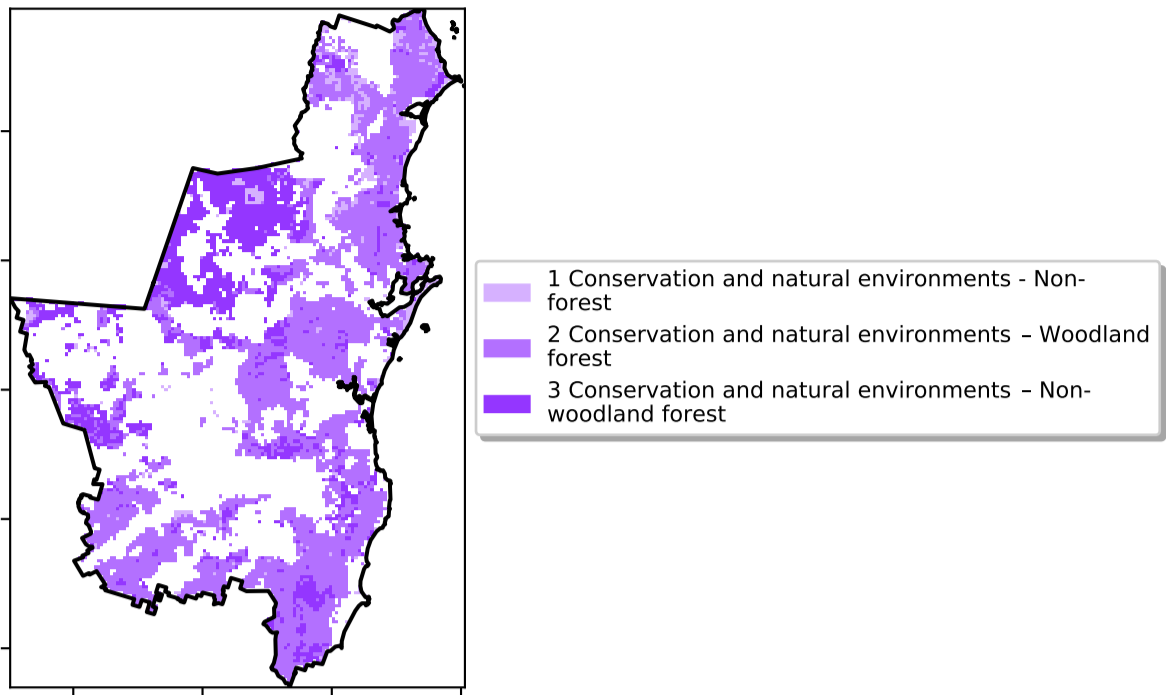 1 Conservation and natural environments - Non-
forest
2 Conservation and natural environments – Woodland
forest
3 Conservation and natural environments – Non-
woodland forest